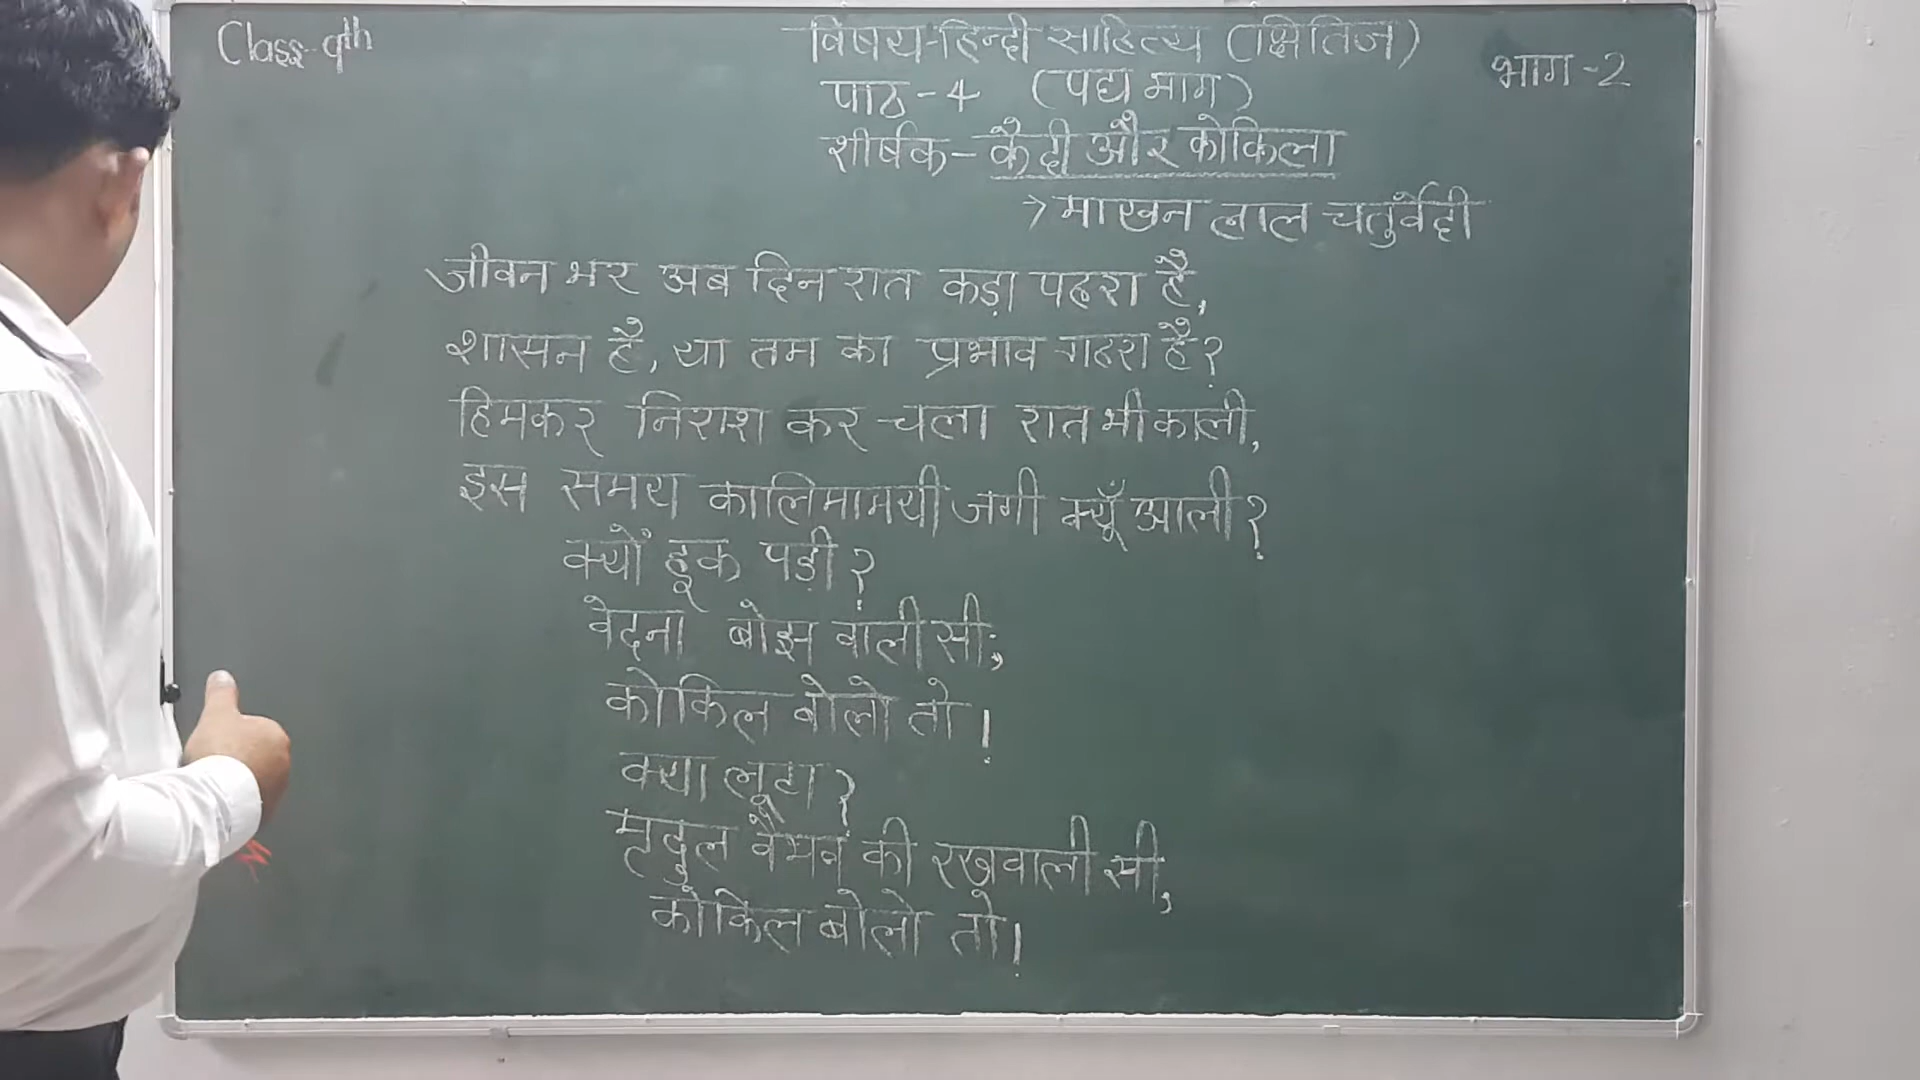 Class-9th
विषय-हिन्दी साहित्य (क्षितिज)
भाग-2
पाठ-4 (पद्य भाग)
शीर्षक-कैदी और कोकिला
→माखन लाल चतुर्वेदी
जीवन भर अब दिन रात कड़ा पहरा है,
शासन है, या तम का प्रभाव गहरा है?
हिमकर निराश कर चला रात भी काली,
इस समय कालिमामयी जगी क्यूँ आली?
क्यों हूक पड़ी?
वेदना बोझ वाली सी;
कोकिल बोलो तो!
क्या लूटा?
मृदुल वैभव की रखवाली सी,
कोकिल बोलो तो!